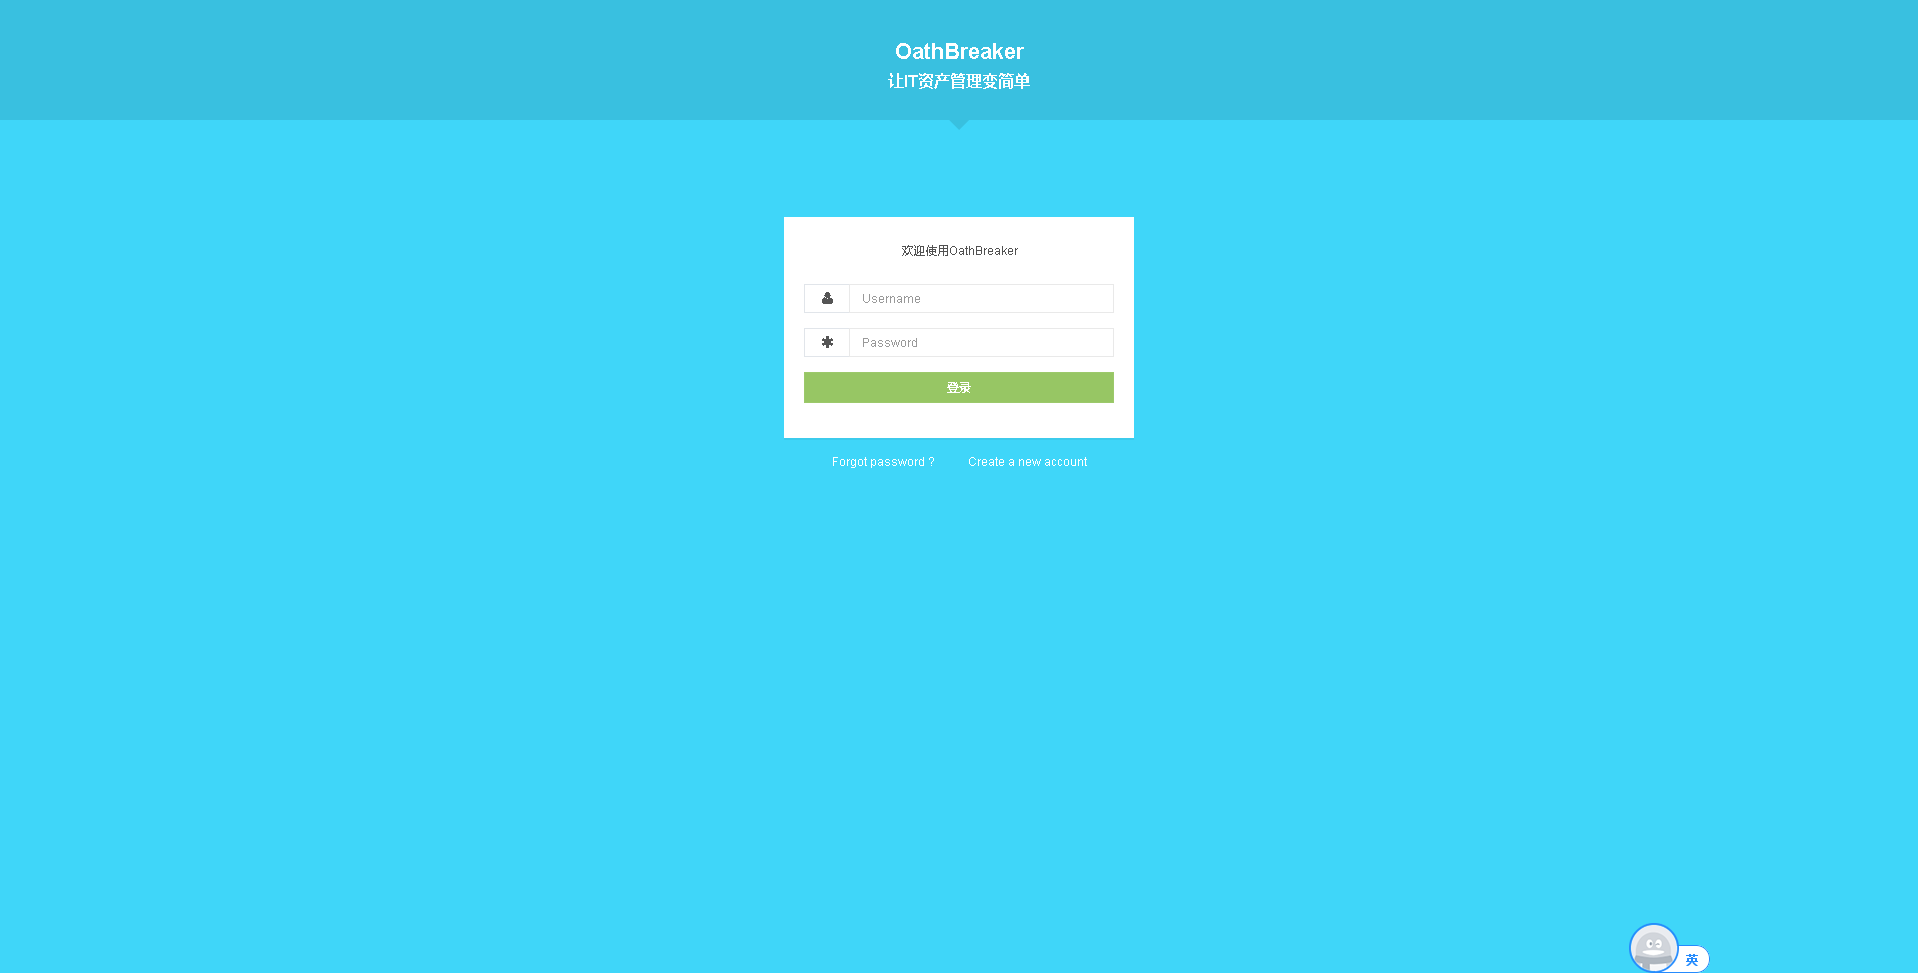 OathBreaker
让IT资产管理变简单
欢迎使用OathBreaker
Username
Password
登录
Forgot password ?
Create a new account
英